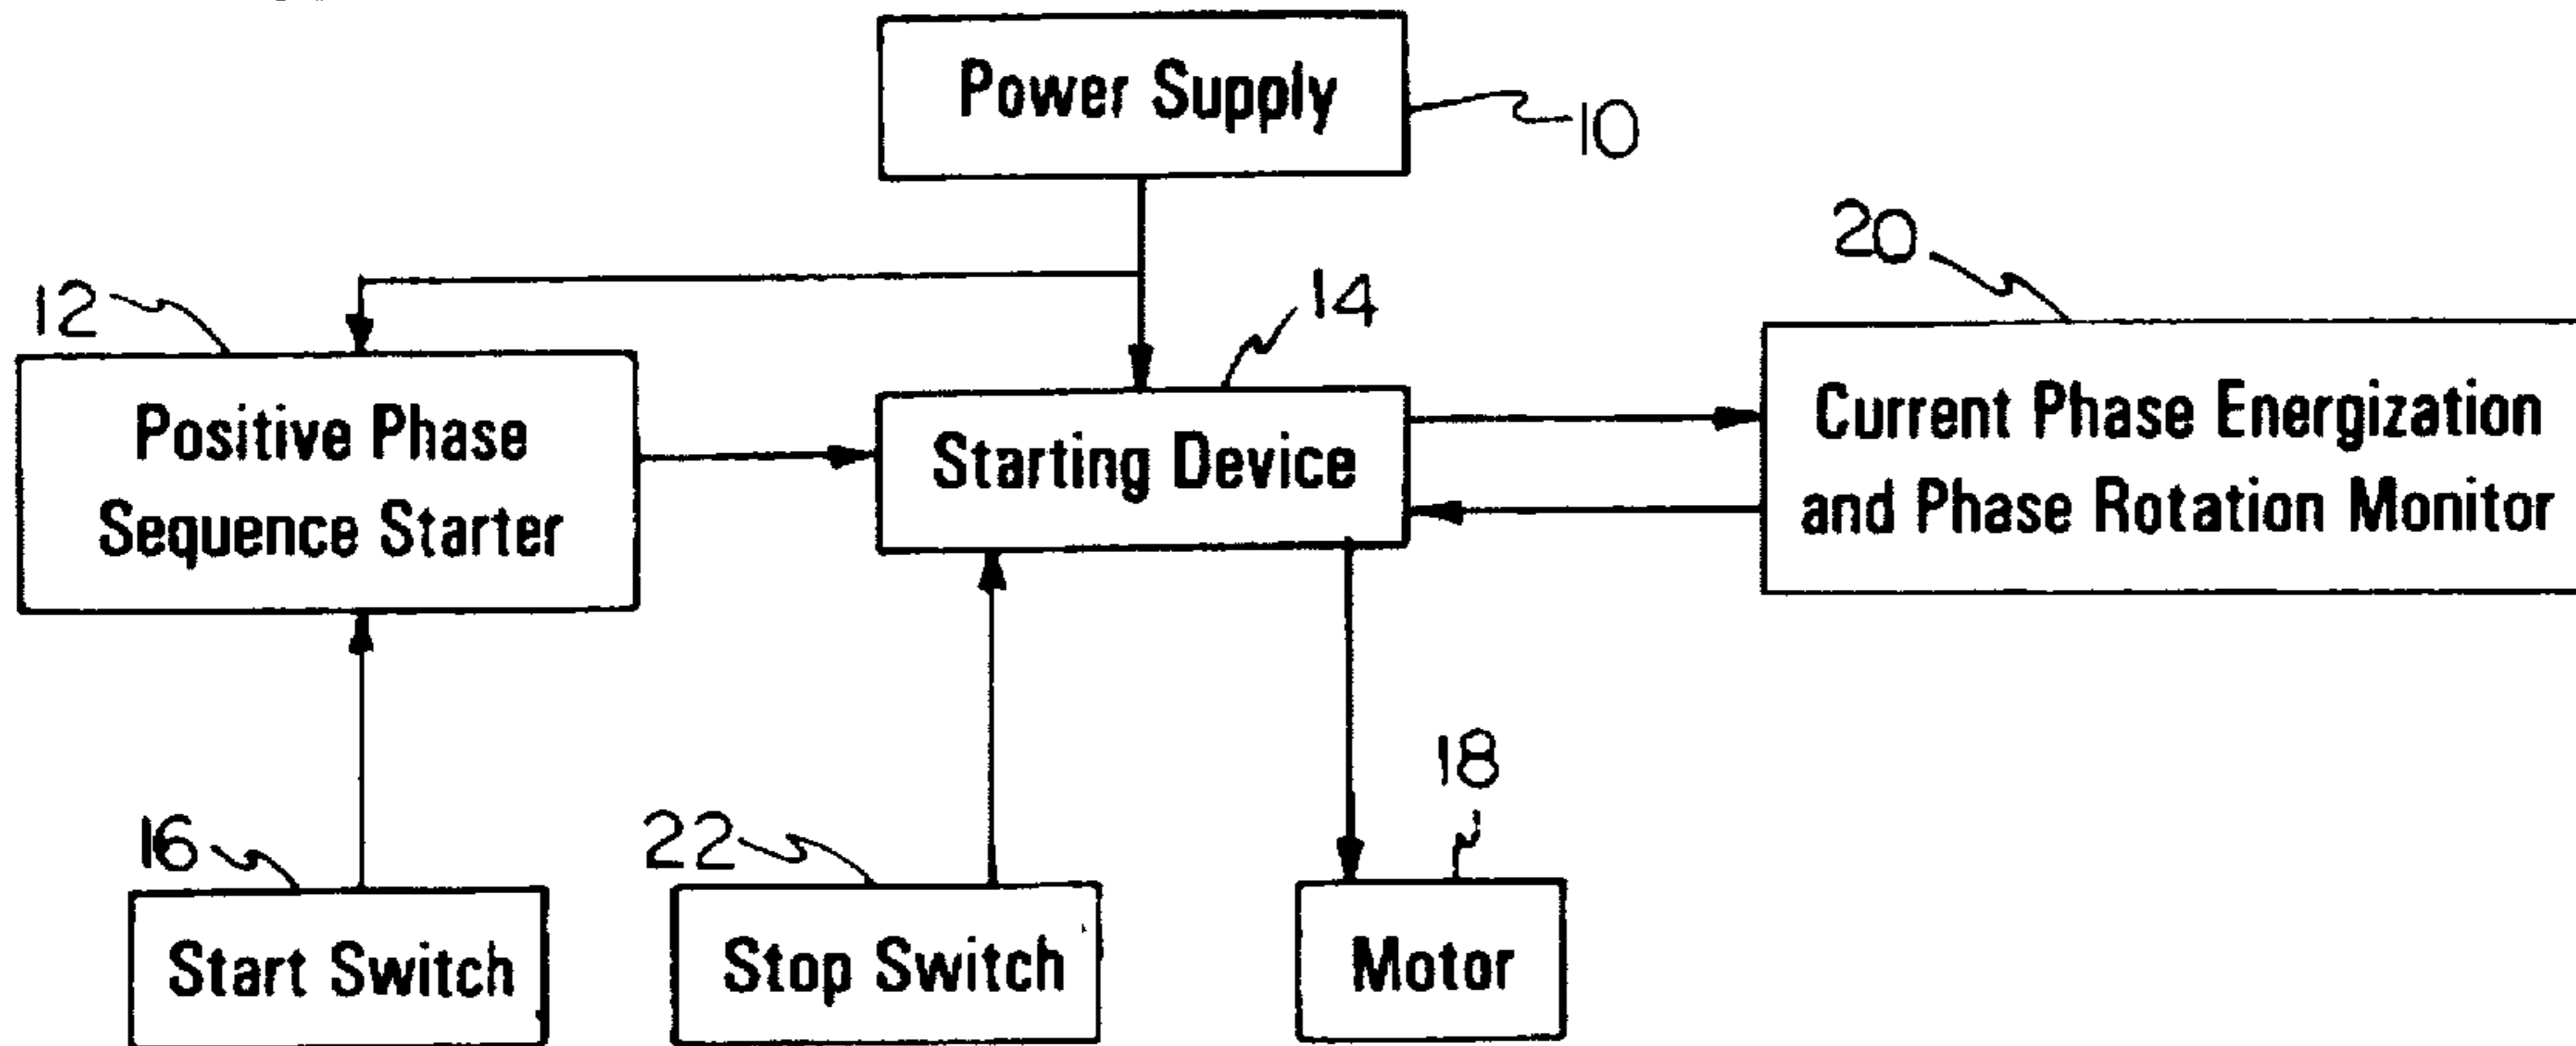 Power Supply
10
20
12
14
Positive Phase
Sequence Starter
Starting Device
Current Phase Energization
and Phase Rotation Monitor
16
22
18
Start Switch
Stop Switch
Motor